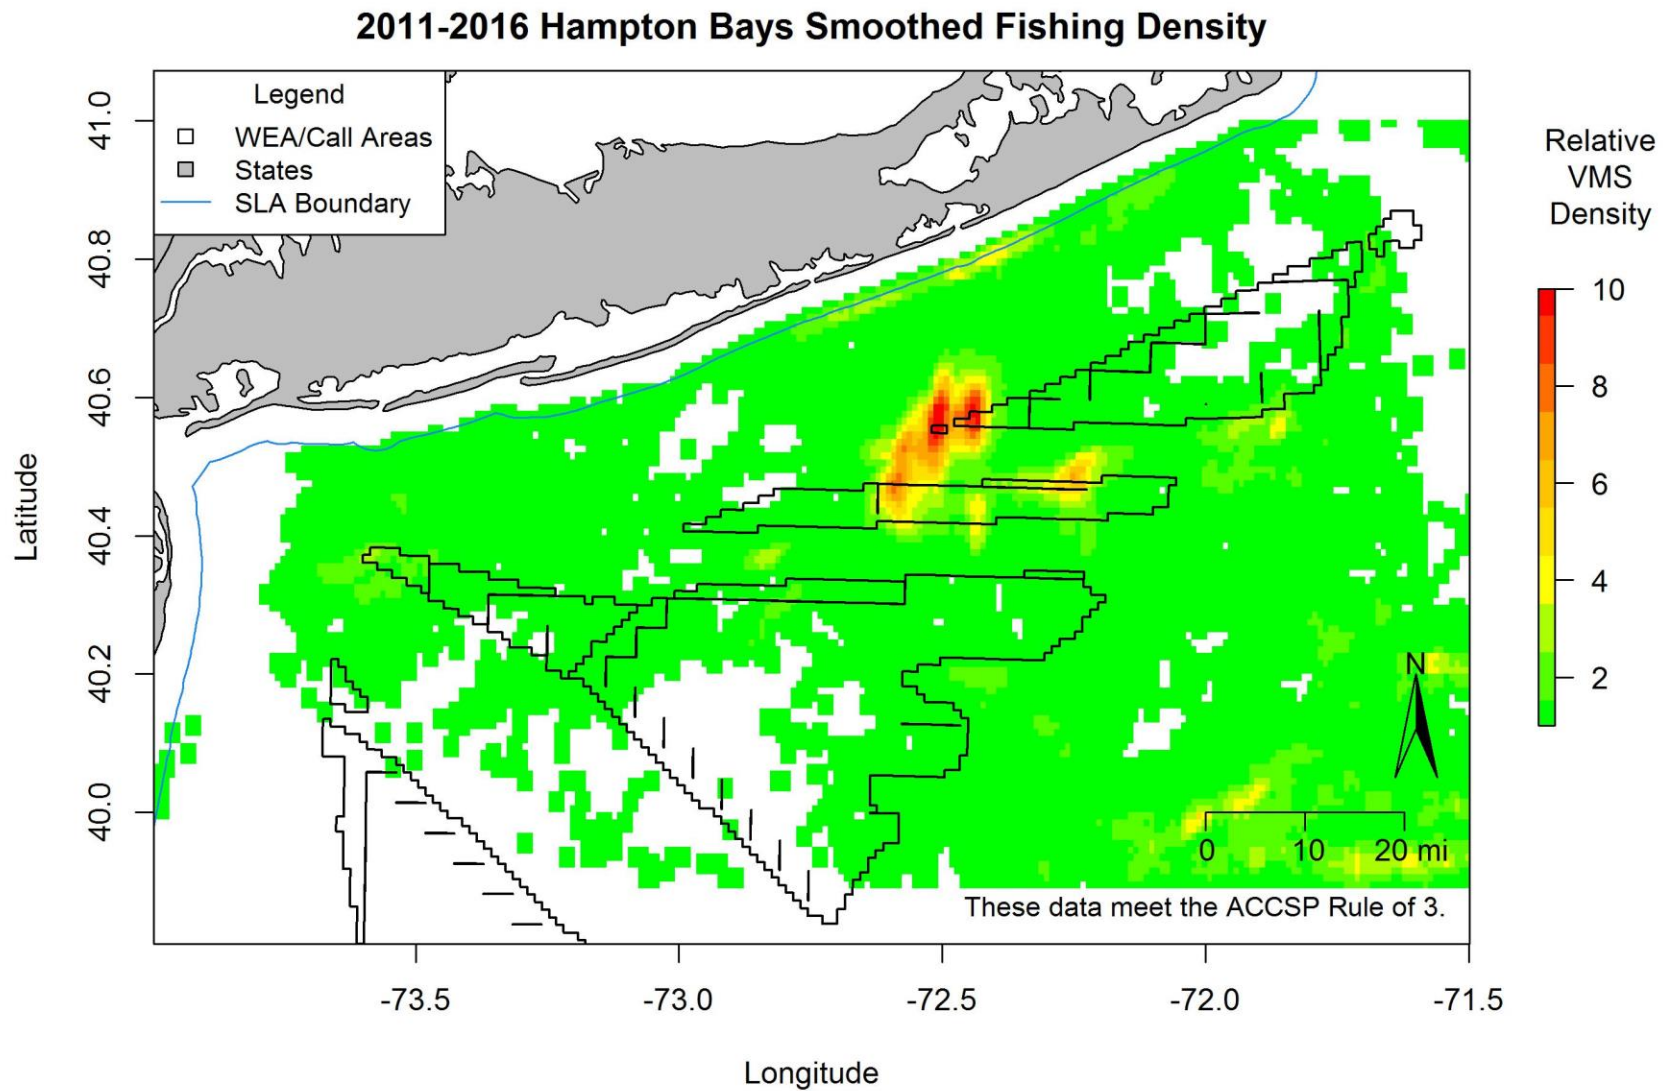 2011-2016 Hampton Bays Smoothed Fishing Density
Legend
WEA/Call Areas
States
SLA Boundary
Relative
VMS
Density
10
8
6
4
2
Latitude
41.0
40.8
40.6
40.4
40.2
40.0
N
0 10 20 mi
These data meet the ACCSP Rule of 3.
-73.5 -73.0 -72.5 -72.0 -71.5
Longitude